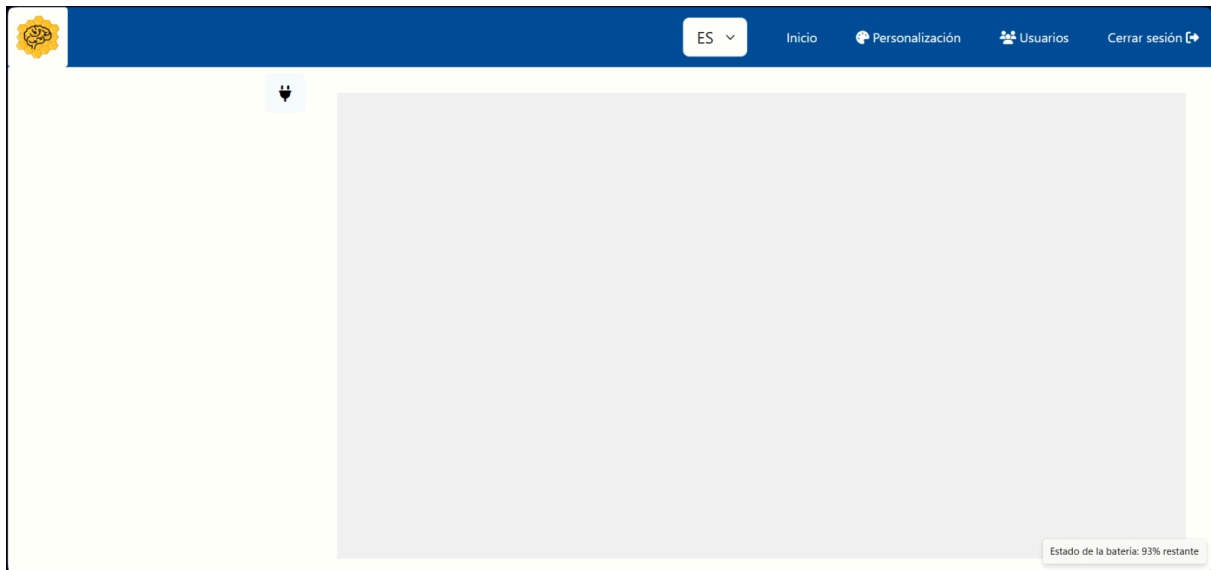 ES
Inicio
Personalización
Usuarios
Cerrar sesión
Estado de la batería: 93% restante